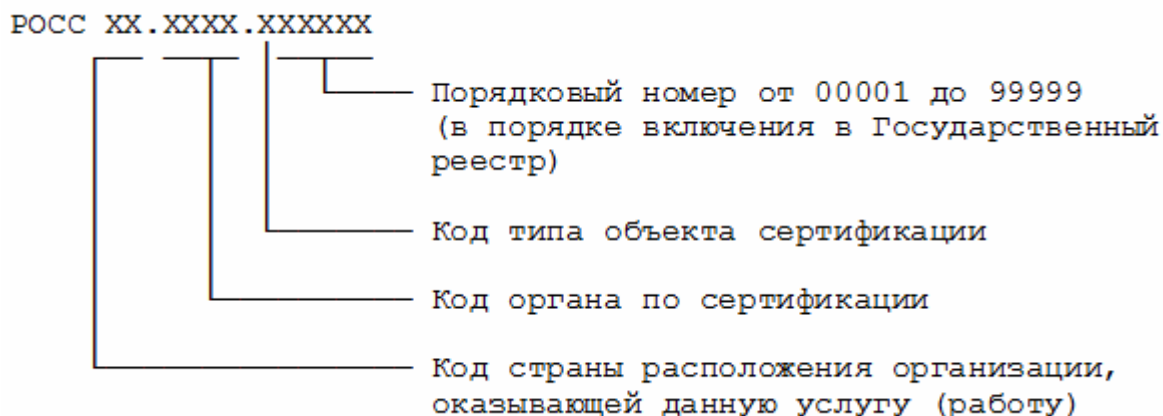 РОСС XX.XXXX.XXXXXX
Порядковый номер от 00001 до 99999
(в порядке включения в Государственный
реестр)
Код типа объекта сертификации
Код органа по сертификации
Код страны расположения организации,
оказывающей данную услугу (работу)